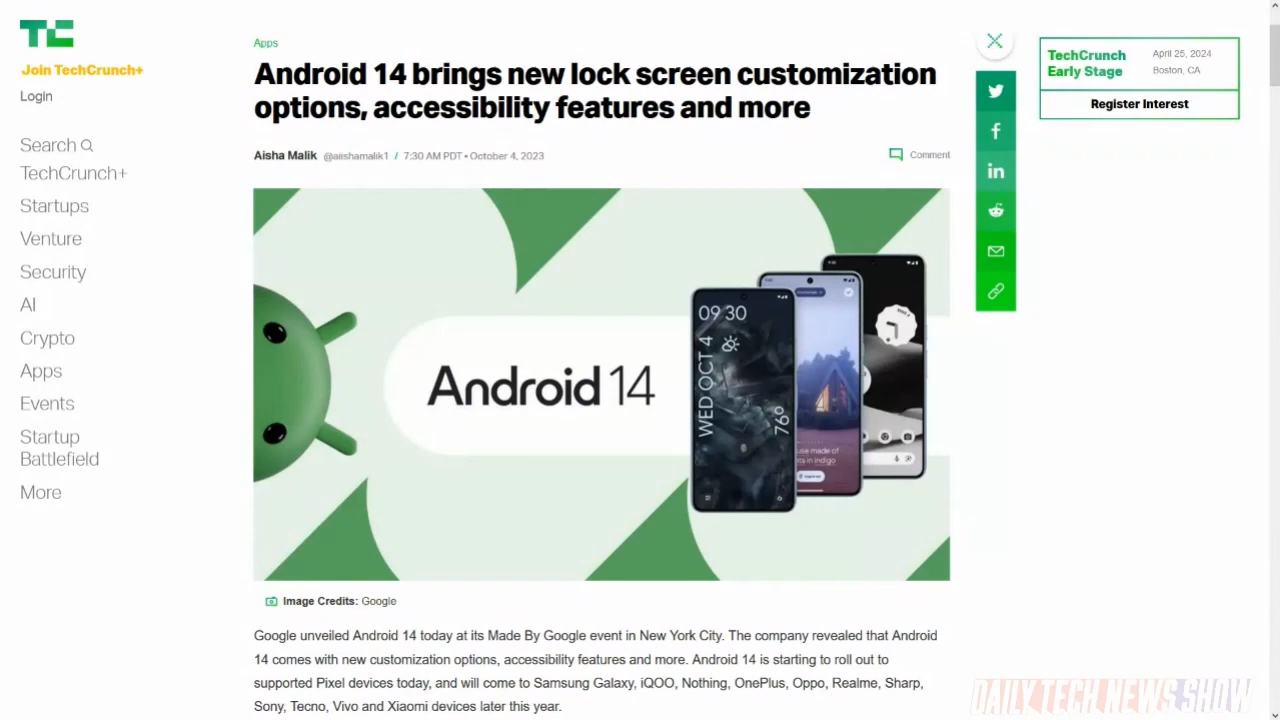 TC
Join TechCrunch+
Login
Search
TechCrunch+
Startups
Venture
Security
AI
Crypto
Apps
Events
Startup
Battlefield
More
Apps
Android 14 brings new lock screen customization
options, accessibility features and more
Aisha Malik @aiishamalik1 / 7:30 AM PDT • October 4, 2023
Comment
Android 14
09:30
WED OCT 4
76°
Image Credits: Google
Google unveiled Android 14 today at its Made By Google event in New York City. The company revealed that Android
14 comes with new customization options, accessibility features and more. Android 14 is starting to roll out to
supported Pixel devices today, and will come to Samsung Galaxy, iQOO, Nothing, OnePlus, Oppo, Realme, Sharp,
Sony, Tecno, Vivo and Xiaomi devices later this year.
in
TechCrunch
Early Stage
April 25, 2024
Boston, CA
Register Interest
DAILY TECH NEWS SHOW